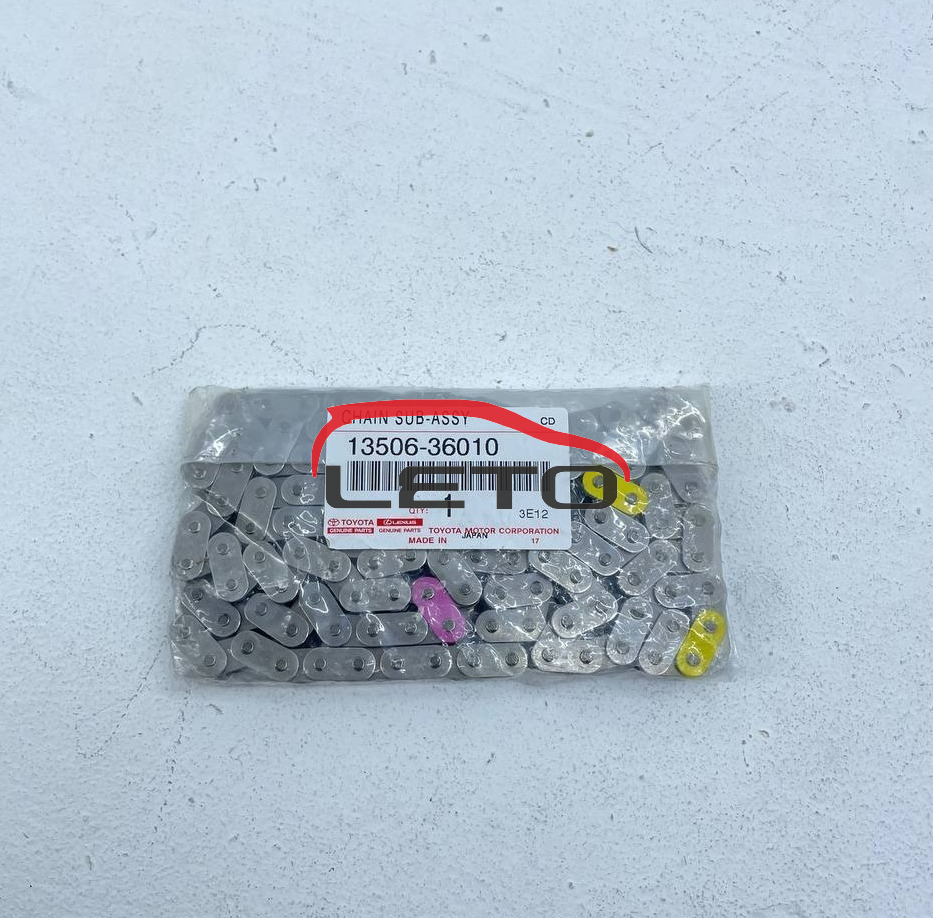 CHAIN SUB-ASSY CD
13506-36010
LETO
QTY: 1 3E12
TOYOTA LEXUS
GENUINE PARTS GENUINE PARTS TOYOTA MOTOR CORPORATION
MADE IN JAPAN 17